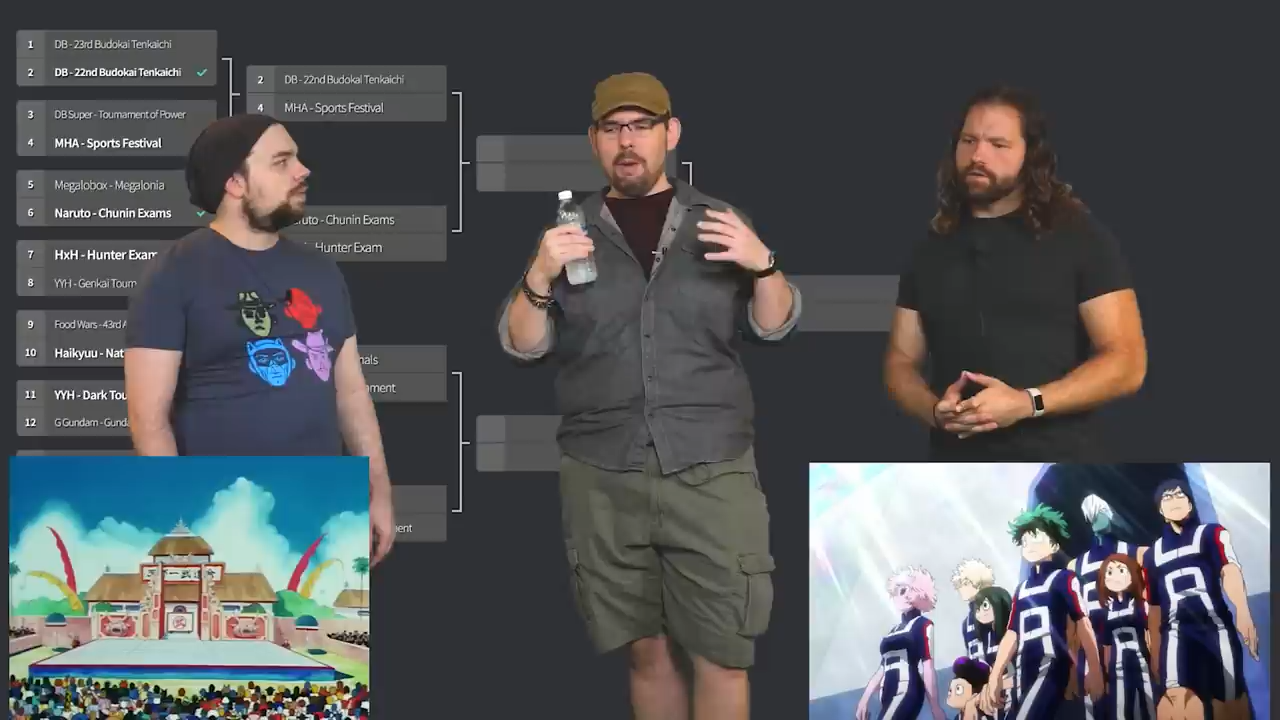 1 DB - 23rd Budokai Tenkaichi
2 DB - 22nd Budokai Tenkaichi
3 DB Super - Tournament of Power
4 MHA - Sports Festival
5 Megalobox - Megalonia
6 Naruto - Chunin Exams
7 HxH - Hunter Exam
8 YYH - Genkai Tourn
9 Food Wars - 43rd A
10 Haikyuu - Nat
11 YYH - Dark Tou
12 G Gundam - Gund
2 DB - 22nd Budokai Tenkaichi
4 MHA - Sports Festival
ruto - Chunin Exams
Hunter Exam
nals
ment
ment